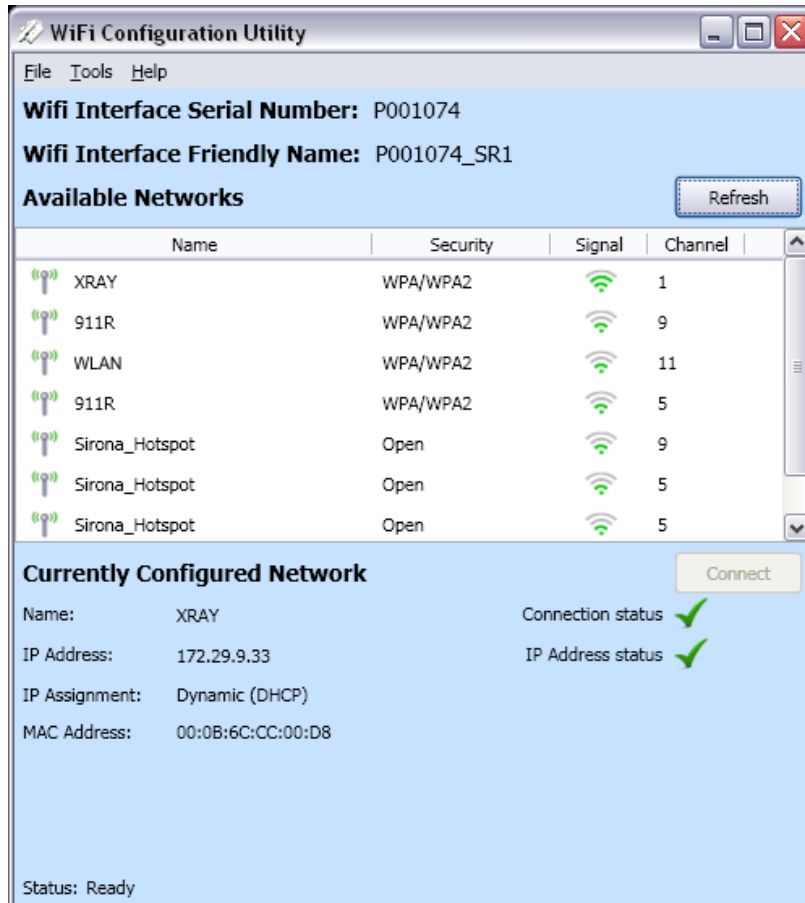 WiFi Configuration Utility
File Tools Help
Wifi Interface Serial Number: P001074
Wifi Interface Friendly Name: P001074_SR1
Available Networks Refresh
Name Security Signal Channel
XRAY WPA/WPA2 1
911R WPA/WPA2 9
WLAN WPA/WPA2 11
911R WPA/WPA2 5
Sirona_Hotspot Open 9
Sirona_Hotspot Open 5
Sirona_Hotspot Open 5
Currently Configured Network Connect
Name: XRAY Connection status
IP Address: 172.29.9.33 IP Address status
IP Assignment: Dynamic (DHCP)
MAC Address: 00:0B:6C:CC:00:D8
Status: Ready